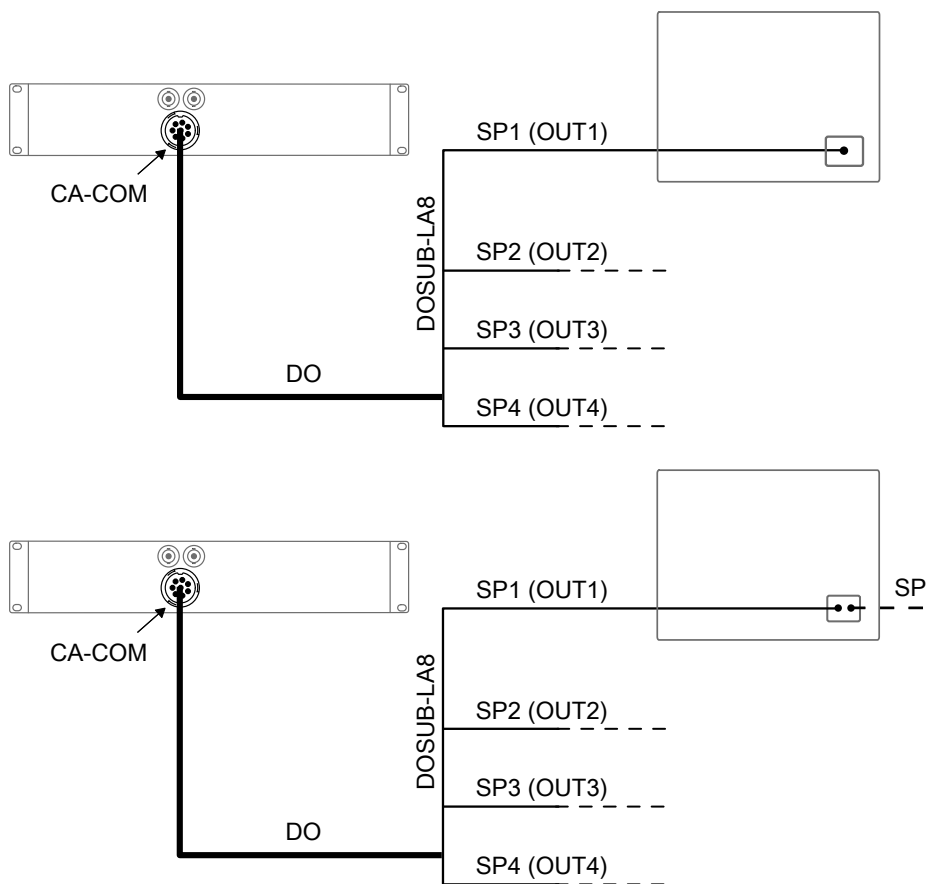 SP1 (OUT1)
CA-COM
DOSUB-LA8
SP2 (OUT2)
SP3 (OUT3)
DO
SP4 (OUT4)
SP1 (OUT1)
SP
CA-COM
DOSUB-LA8
SP2 (OUT2)
SP3 (OUT3)
DO
SP4 (OUT4)